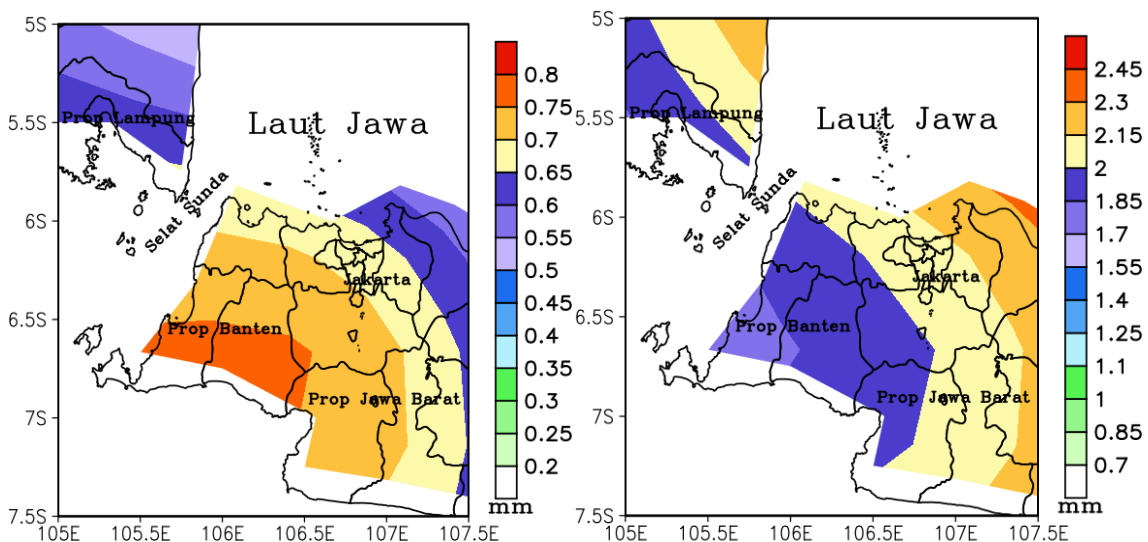 5S
5.5S
6S
6.5S
7S
7.5S
105E 105.5E 106E 106.5E 107E 107.5E
Prop Lampung
Laut Jawa
Selat Sunda
Jakarta
Prop Banten
Prop Jawa Barat
0.8
0.75
0.7
0.65
0.6
0.55
0.5
0.45
0.4
0.35
0.3
0.25
0.2
mm
5S
5.5S
6S
6.5S
7S
7.5S
105E 105.5E 106E 106.5E 107E 107.5E
Prop Lampung
Laut Jawa
Selat Sunda
Jakarta
Prop Banten
Prop Jawa Barat
2.45
2.3
2.15
2
1.85
1.7
1.55
1.4
1.25
1.1
1
0.85
0.7
mm